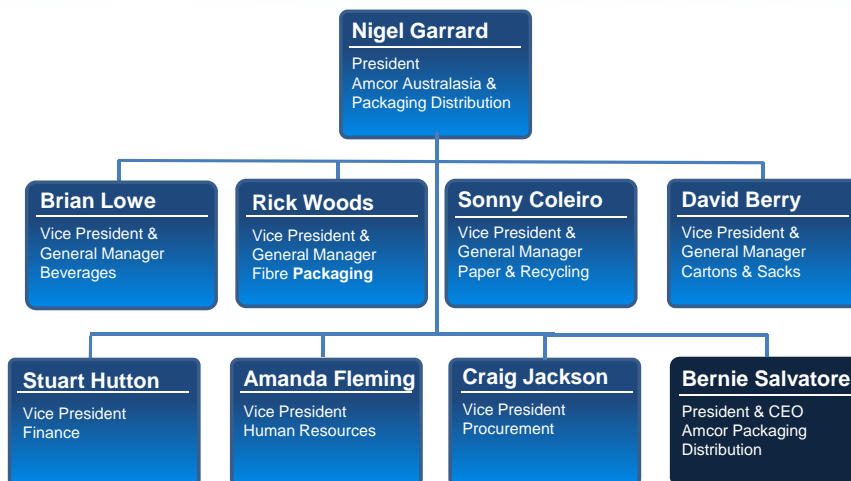 Nigel Garrard
President
Amcor Australasia &
Packaging Distribution
Brian Lowe
Vice President &
General Manager
Beverages
Rick Woods
Vice President &
General Manager
Fibre Packaging
Sonny Coleiro
Vice President &
General Manager
Paper & Recycling
David Berry
Vice President &
General Manager
Cartons & Sacks
Stuart Hutton
Vice President
Finance
Amanda Fleming
Vice President
Human Resources
Craig Jackson
Vice President
Procurement
Bernie Salvatore
President & CEO
Amcor Packaging
Distribution